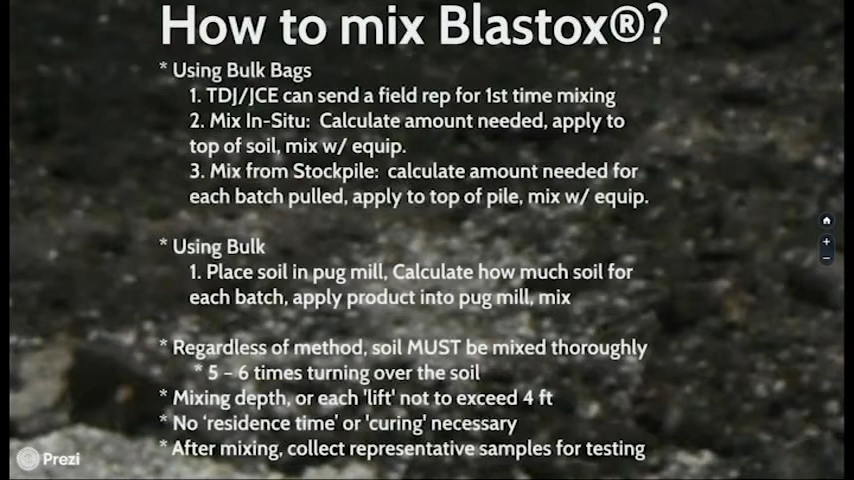 How to mix Blastox®?
* Using Bulk Bags
1. TDJ/JCE can send a field rep for 1st time mixing
2. Mix In-Situ: Calculate amount needed, apply to
top of soil, mix w/ equip.
3. Mix from Stockpile: calculate amount needed for
each batch pulled, apply to top of pile, mix w/ equip.
* Using Bulk
1. Place soil in pug mill, Calculate how much soil for
each batch, apply product into pug mill, mix
* Regardless of method, soil MUST be mixed thoroughly
* 5 – 6 times turning over the soil
* Mixing depth, or each 'lift' not to exceed 4 ft
* No ‘residence time’ or 'curing' necessary
* After mixing, collect representative samples for testing
Prezi